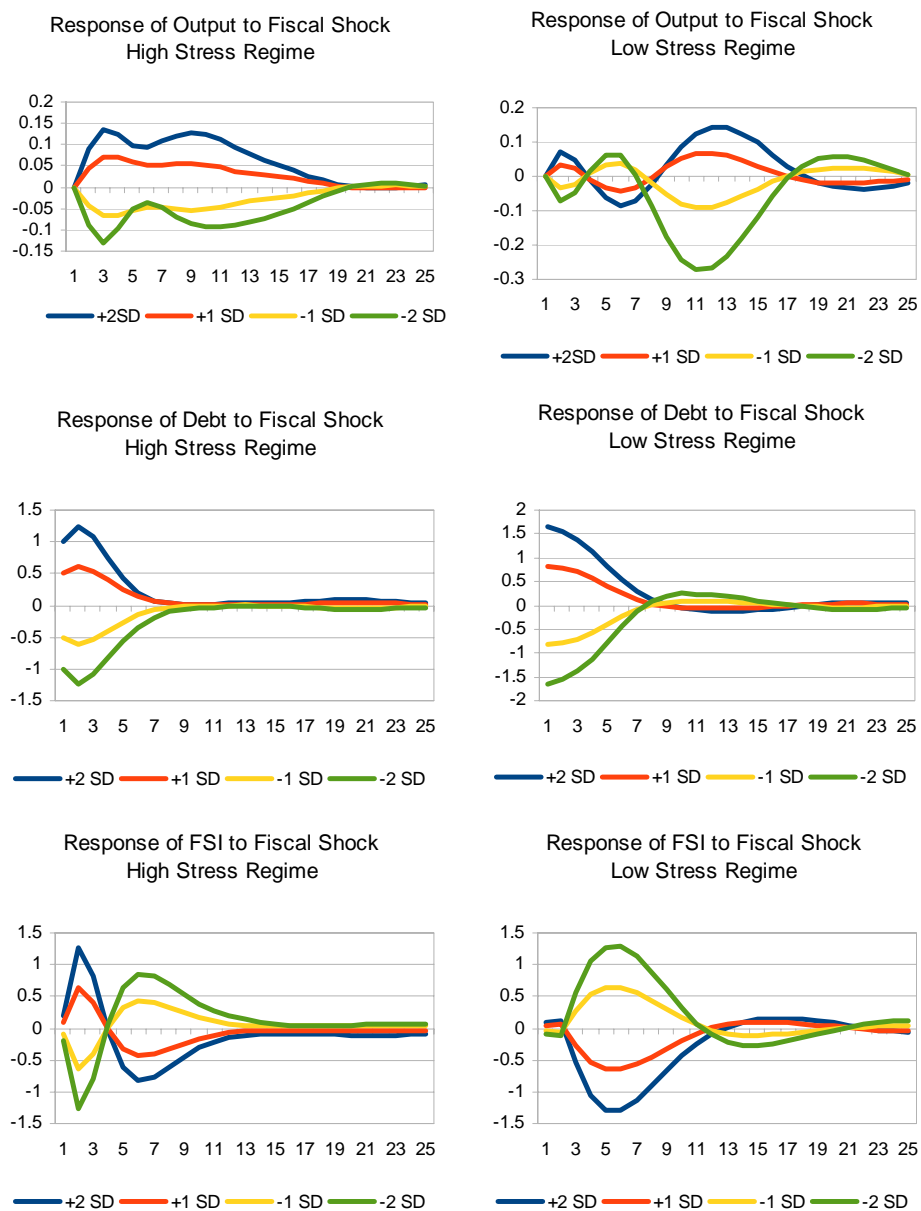 Response of Output to Fiscal Shock
High Stress Regime
0.2
0.15
0.1
0.05
0
-0.05
-0.1
-0.15
1 3 5 7 9 11 13 15 17 19 21 23 25
+2SD +1 SD -1 SD -2 SD
Response of Output to Fiscal Shock
Low Stress Regime
0.2
0.1
0
-0.1
-0.2
-0.3
1 3 5 7 9 11 13 15 17 19 21 23 25
+2SD +1 SD -1 SD -2 SD
Response of Debt to Fiscal Shock
High Stress Regime
1.5
1
0.5
0
-0.5
-1
-1.5
1 3 5 7 9 11 13 15 17 19 21 23 25
+2 SD +1 SD -1 SD -2 SD
Response of Debt to Fiscal Shock
Low Stress Regime
2
1.5
1
0.5
0
-0.5
-1
-1.5
-2
1 3 5 7 9 11 13 15 17 19 21 23 25
+2 SD +1 SD -1 SD -2 SD
Response of FSI to Fiscal Shock
High Stress Regime
1.5
1
0.5
0
-0.5
-1
-1.5
1 3 5 7 9 11 13 15 17 19 21 23 25
+2 SD +1 SD -1 SD -2 SD
Response of FSI to Fiscal Shock
Low Stress Regime
1.5
1
0.5
0
-0.5
-1
-1.5
1 3 5 7 9 11 13 15 17 19 21 23 25
+2 SD +1 SD -1 SD -2 SD